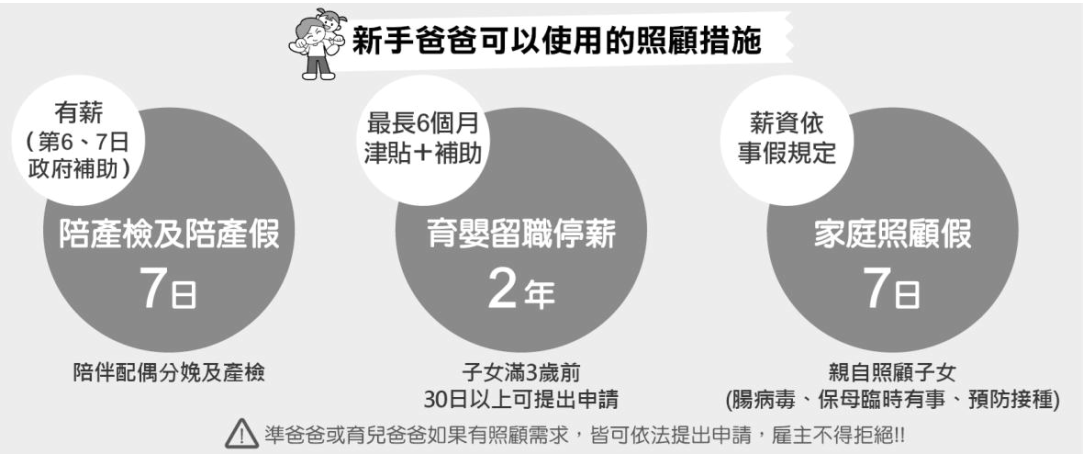 新手爸爸可以使用的照顧措施
有薪
(第6、7日
政府補助)
陪產檢及陪產假
7日
陪伴配偶分娩及產檢
最長6個月
津貼+補助
育嬰留職停薪
2年
子女滿3歲前
30日以上可提出申請
薪資依
事假規定
家庭照顧假
7日
親自照顧子女
(腸病毒、保母臨時有事、預防接種)
準爸爸或育兒爸爸如果有照顧需求,皆可依法提出申請,雇主不得拒絕!!